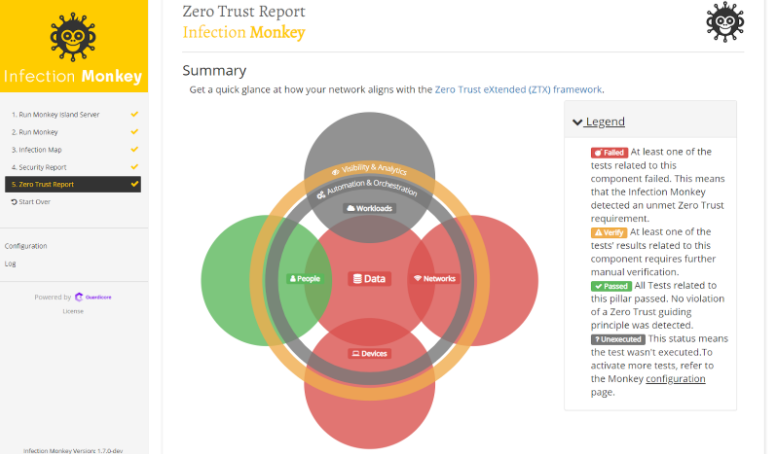 Infection Monkey
1. Run Monkey Island Server
2. Run Monkey
3. Infection Map
4. Security Report
5. Zero Trust Report
Start Over
Configuration
Log
Powered by Guardicore
License
Infection Monkey Version: 1.7.0-dev
Zero Trust Report
Infection Monkey
Summary
Get a quick glance at how your network aligns with the Zero Trust eXtended (ZTX) framework.
Visibility & Analytics
Automation & Orchestration
Workloads
People
Data
Networks
Devices
Legend
Failed At least one of the
tests related to this
component failed. This means
that the Infection Monkey
detected an unmet Zero Trust
requirement.
Verify At least one of the
tests' results related to this
component requires further
manual verification.
Passed All Tests related to
this pillar passed. No violation
of a Zero Trust guiding
principle was detected.
? Unexecuted This status means
the test wasn't executed.To
activate more tests, refer to
the Monkey configuration
page.